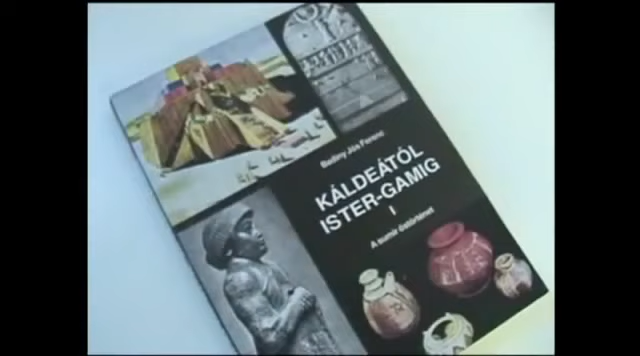 Badiny Jós Ferenc
KÁLDEÁTÓL
ISTER-GAMIG
I
A sumir őstörténet